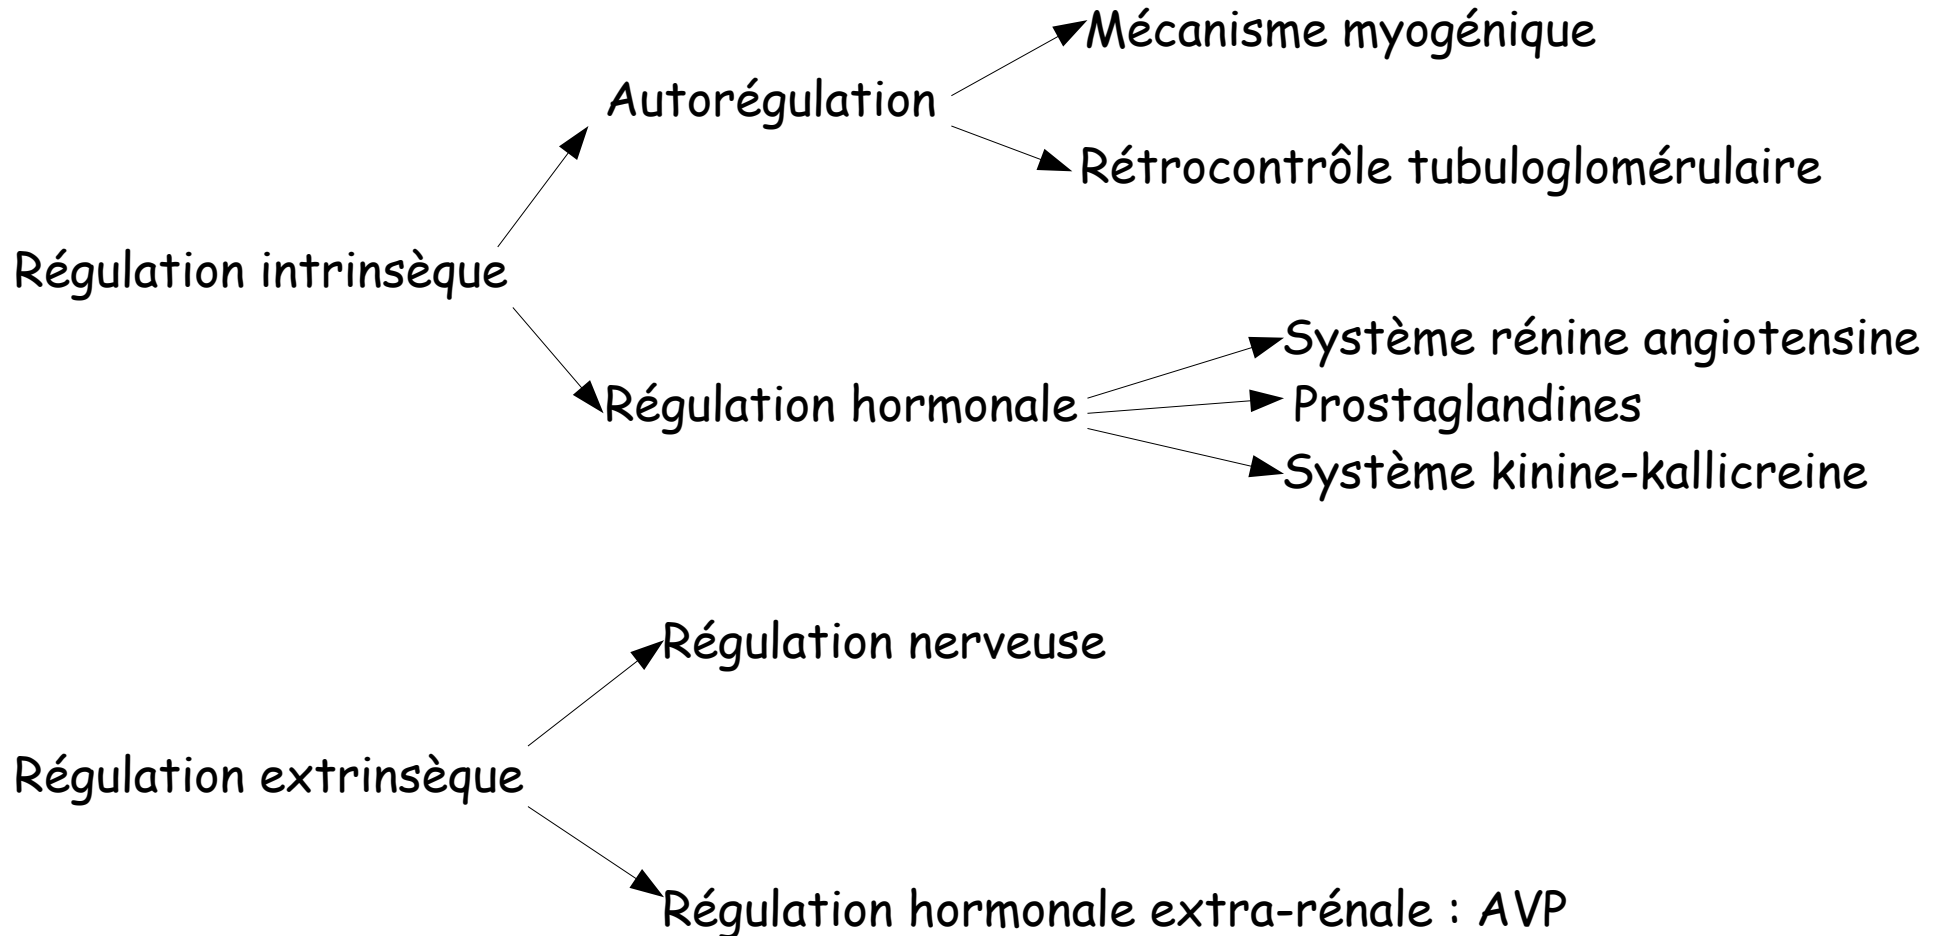 Mécanisme myogénique
Autorégulation
Rétrocontrôle tubuloglomérulaire
Régulation intrinsèque
Système rénine angiotensine
Régulation hormonale
Prostaglandines
Système kinine-kallicreine
Régulation nerveuse
Régulation extrinsèque
Régulation hormonale extra-rénale : AVP